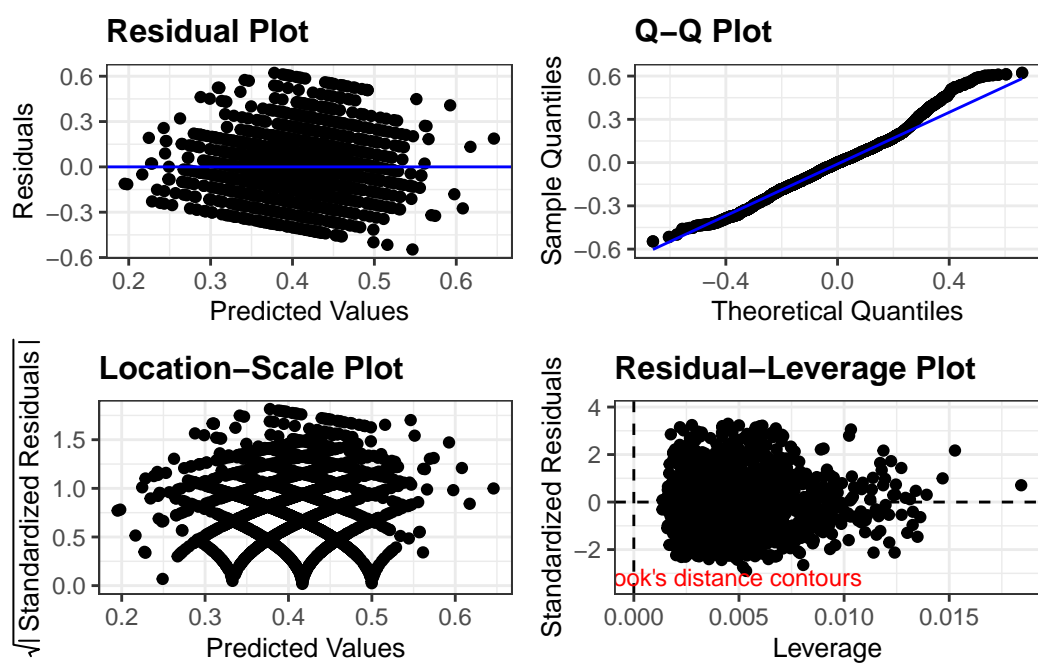 Residual Plot
Residuals
0.6
0.3
0.0
−0.3
−0.6
0.2
0.3
0.4
0.5
0.6
Predicted Values
Q−Q Plot
Sample Quantiles
0.6
0.3
0.0
−0.3
−0.6
−0.4
0.0
0.4
Theoretical Quantiles
Location−Scale Plot
√| Standardized Residuals |
1.5
1.0
0.5
0.0
0.2
0.3
0.4
0.5
0.6
Predicted Values
Residual−Leverage Plot
Standardized Residuals
4
2
0
−2
ook's distance contours
0.000
0.005
0.010
0.015
Leverage